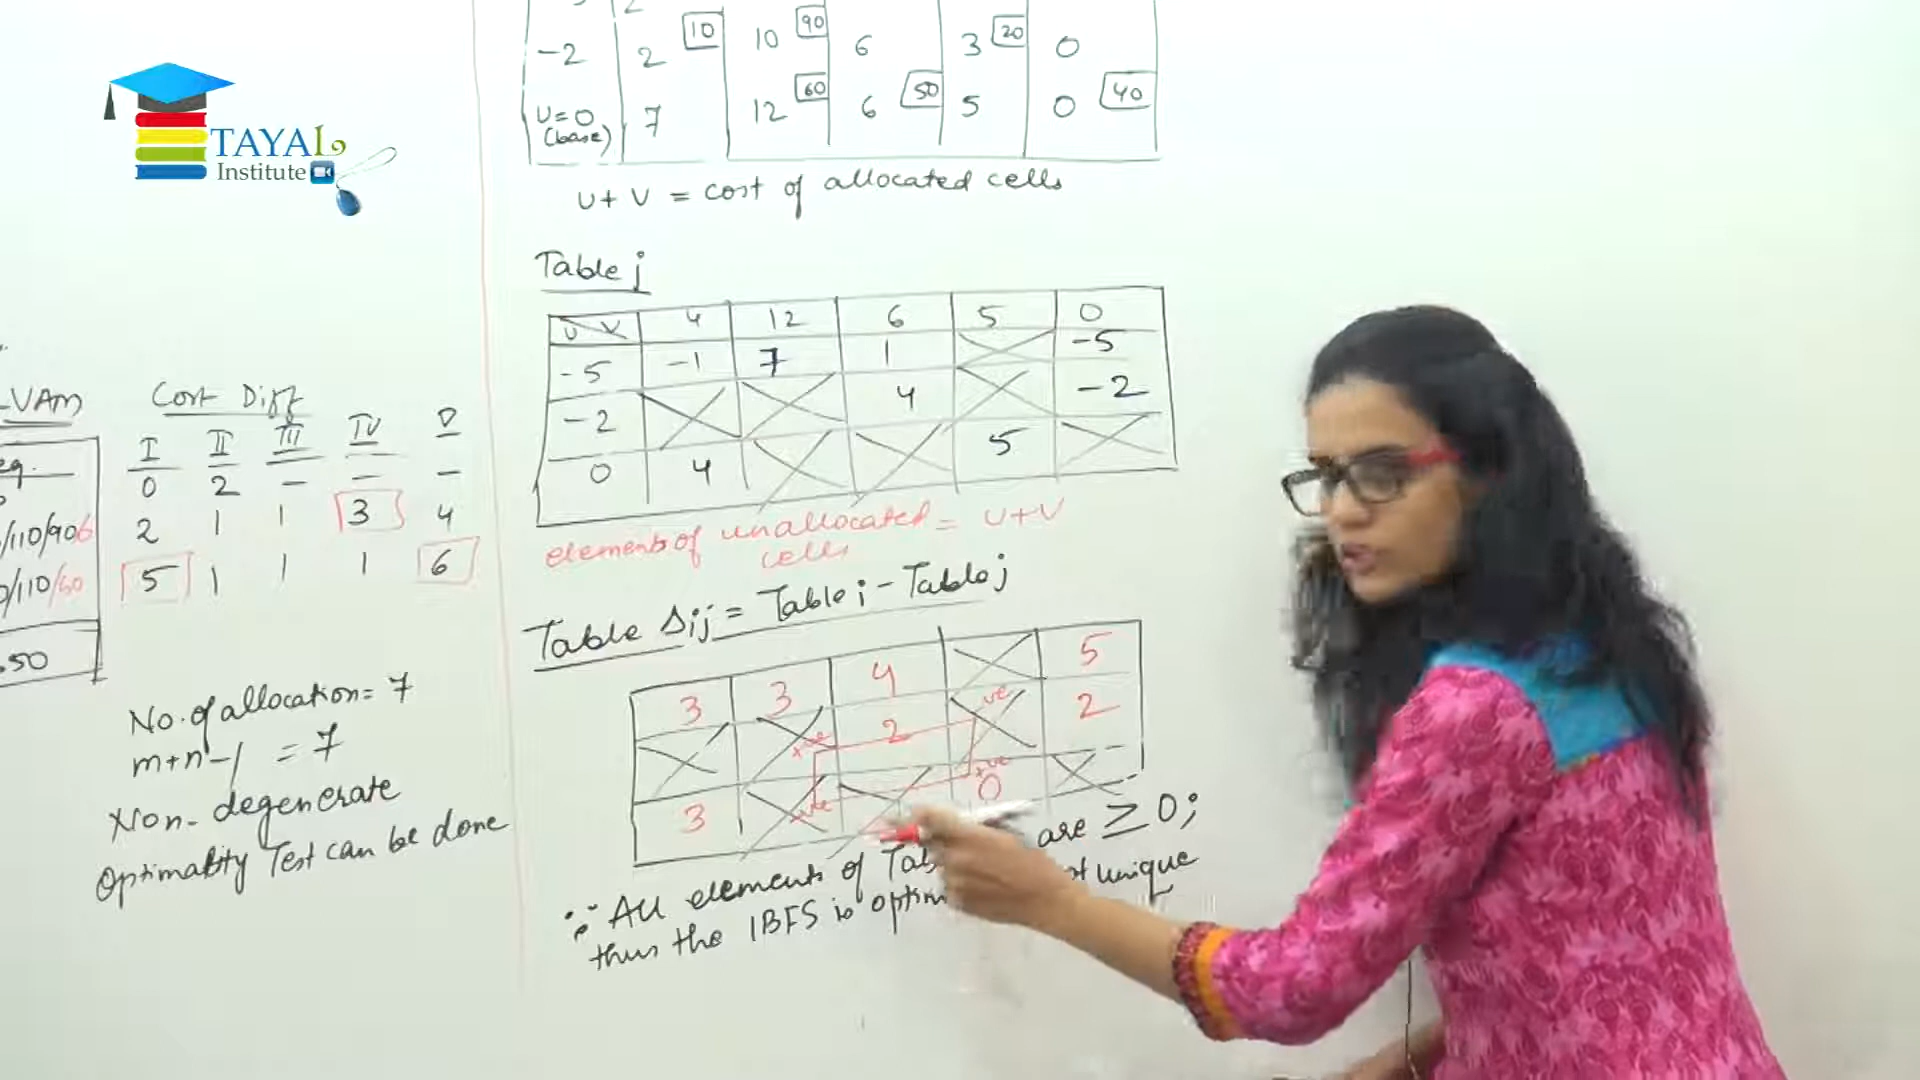 TAYAL
Institute
-2 2 10 10 90 6 3 20 0
U=0 7 12 60 6 50 5 0 40
(base)
U+V = cost of allocated cells
Table j
U V 4 12 6 5 0
-5 -1 7 1 -5
-2 4 -2
0 4 5
elements of unallocated = U+V
cells
Table Δij = Table i - Table j
3 3 4 5
2 2
3 0
+ve -ve
-ve +ve
∵ All elements of are ≥ 0;
thus the IBFS is unique
-VAM
Cost Diff
I II III IV V
0 2 - - -
/110/90 2 1 1 3 4
/110/60 5 1 1 1 6
50
No. of allocation = 7
m+n-1 = 7
Non-degenerate
Optimality Test can be done